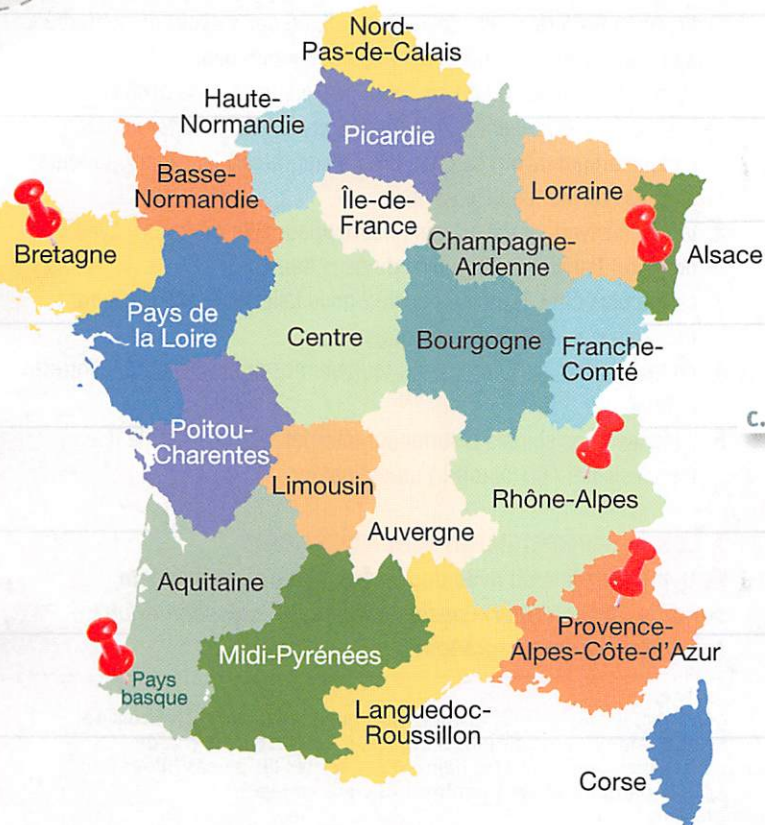 Nord-
Pas-de-Calais
Haute-
Normandie
Picardie
Basse-
Normandie
Île-de-
France
Lorraine
Champagne-
Ardenne
Alsace
Bretagne
Pays de
la Loire
Centre
Bourgogne
Franche-
Comté
c.
Poitou-
Charentes
Limousin
Rhône-Alpes
Auvergne
Aquitaine
Provence-
Alpes-Côte-d'Azur
Midi-Pyrénées
Pays
basque
Languedoc-
Roussillon
Corse